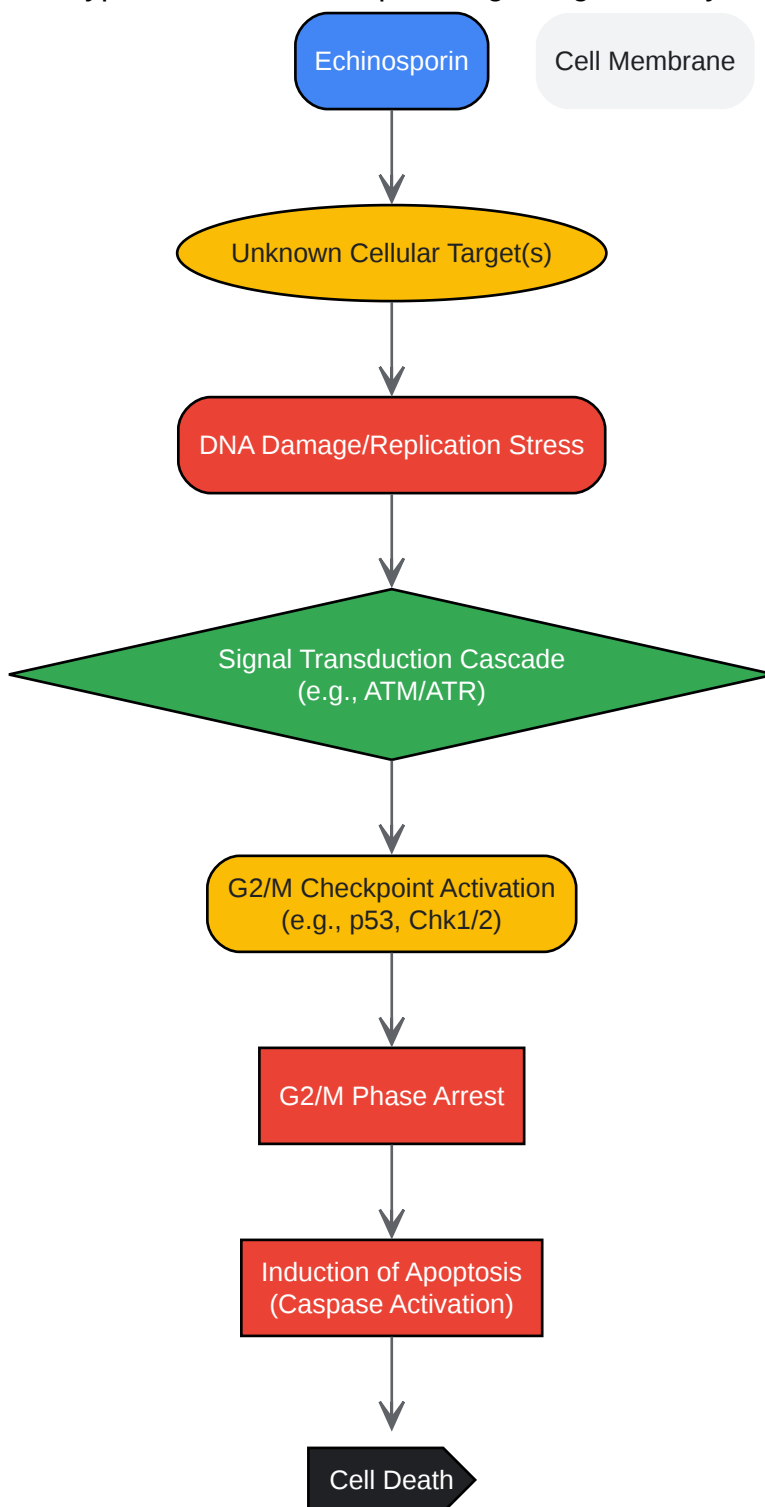 Echinosporin
Cell Membrane
Unknown Cellular Target(s)
DNA Damage/Replication Stress
Signal Transduction Cascade
(e.g., ATM/ATR)
G2/M Checkpoint Activation
(e.g., p53, Chk1/2)
G2/M Phase Arrest
Induction of Apoptosis
(Caspase Activation)
Cell Death